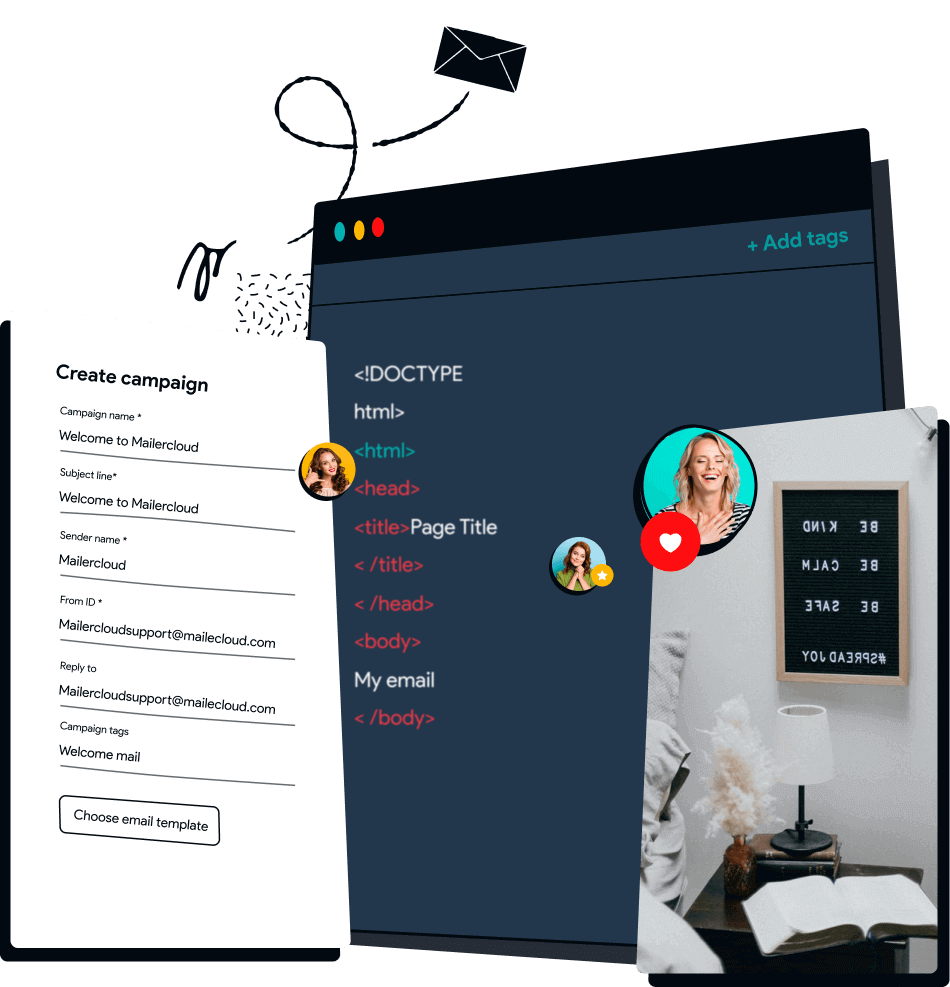 + Add tags
Create campaign
Campaign name *
Welcome to Mailercloud
Subject line*
Welcome to Mailercloud
Sender name *
Mailercloud
From ID *
Mailercloudsupport@mailecloud.com
Reply to
Mailercloudsupport@mailecloud.com
Campaign tags
Welcome mail
Choose email template
<!DOCTYPE
html>
<html>
<head>
<title>Page Title
< /title>
< /head>
<body>
My email
< /body>
BE KIND
BE CALM
BE SAFE
#SPREADJOY